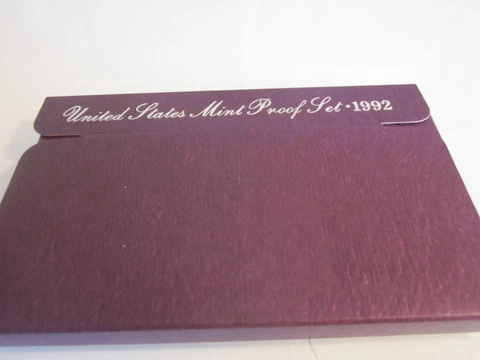 United States Mint Proof Set · 1992